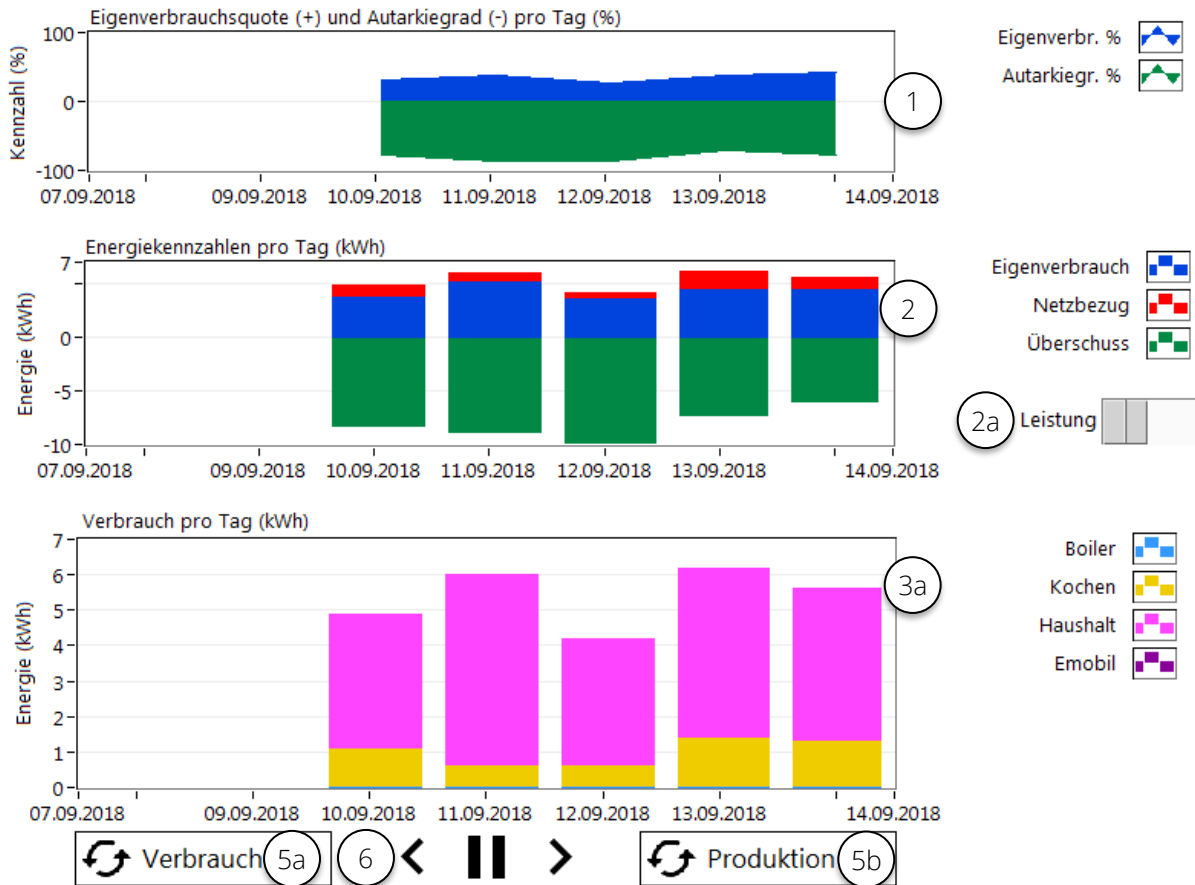 Eigenverbrauchsquote (+) und Autarkiegrad (-) pro Tag (%)
Kennzahl (%)
100
0
-100
07.09.2018 09.09.2018 10.09.2018 11.09.2018 12.09.2018 13.09.2018 14.09.2018
Eigenverbr. %
Autarkiegr. %
1
Energiekennzahlen pro Tag (kWh)
Energie (kWh)
7
0
-5
-10
07.09.2018 09.09.2018 10.09.2018 11.09.2018 12.09.2018 13.09.2018 14.09.2018
Eigenverbrauch
Netzbezug
Überschuss
2
2a Leistung
Verbrauch pro Tag (kWh)
Energie (kWh)
7
6
5
4
3
2
1
0
07.09.2018 09.09.2018 10.09.2018 11.09.2018 12.09.2018 13.09.2018 14.09.2018
3a
Boiler
Kochen
Haushalt
Emobil
Verbrauch 5a 6 Produktion 5b